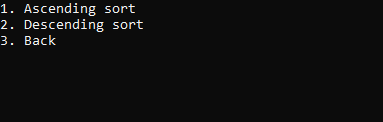 1. Ascending sort
2. Descending sort
3. Back